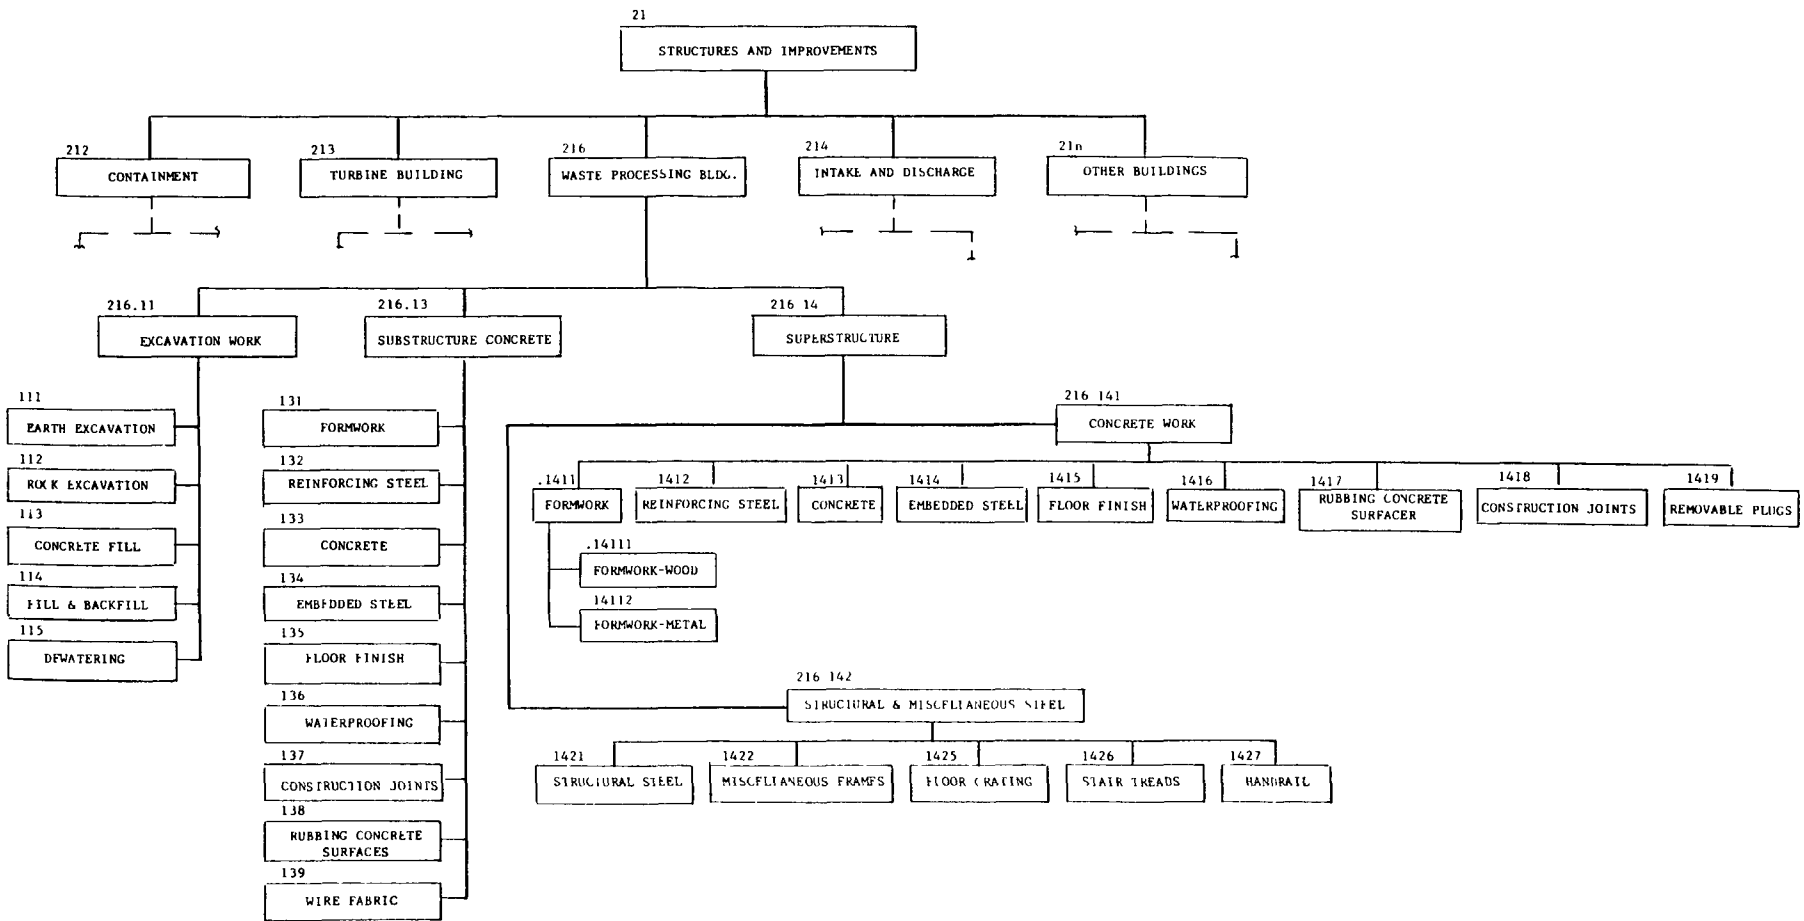 21
STRUCTURES AND IMPROVEMENTS
212
CONTAINMENT
213
TURBINE BUILDING
216
WASTE PROCESSING BLDG.
214
INTAKE AND DISCHARGE
21n
OTHER BUILDINGS
216.11
EXCAVATION WORK
216.13
SUBSTRUCTURE CONCRETE
216 14
SUPERSTRUCTURE
111
EARTH EXCAVATION
112
ROCK EXCAVATION
113
CONCRETE FILL
114
FILL & BACKFILL
115
DEWATERING
131
FORMWORK
132
REINFORCING STEEL
133
CONCRETE
134
EMBEDDED STEEL
135
FLOOR FINISH
136
WATERPROOFING
137
CONSTRUCTION JOINTS
138
RUBBING CONCRETE
SURFACES
139
WIRE FABRIC
216 141
CONCRETE WORK
.1411
FORMWORK
1412
REINFORCING STEEL
1413
CONCRETE
1414
EMBEDDED STEEL
1415
FLOOR FINISH
1416
WATERPROOFING
1417
RUBBING CONCRETE
SURFACER
1418
CONSTRUCTION JOINTS
1419
REMOVABLE PLUGS
.14111
FORMWORK-WOOD
14112
FORMWORK-METAL
216 142
STRUCTURAL & MISCELLANEOUS STEEL
1421
STRUCTURAL STEEL
1422
MISCELLANEOUS FRAMES
1425
FLOOR GRATING
1426
STAIR TREADS
1427
HANDRAIL